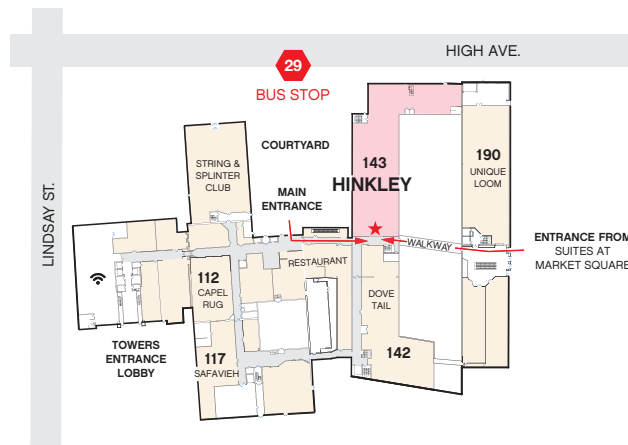 HIGH AVE.
29
BUS STOP
LINDSAY ST.
STRING &
SPLINTER
CLUB
COURTYARD
143
HINKLEY
190
UNIQUE
LOOM
MAIN
ENTRANCE
WALKWAY
ENTRANCE FROM
SUITES AT
MARKET SQUARE
RESTAURANT
112
CAPEL
RUG
DOVE
TAIL
TOWERS
ENTRANCE
LOBBY
117
SAFAVIEH
142